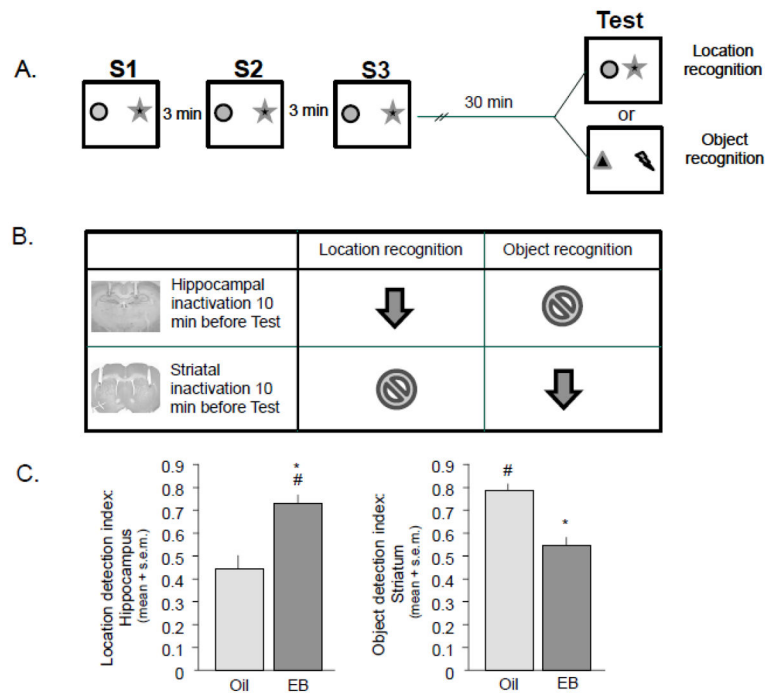 A.
S1
S2
S3
Test
3 min
3 min
30 min
Location
recognition
or
Object
recognition
B.
Location recognition
Object recognition
Hippocampal
inactivation 10
min before Test
Striatal
inactivation 10
min before Test
C.
Location detection index:
Hippocampus
(mean + s.e.m.)
0.9
0.8
0.7
0.6
0.5
0.4
0.3
0.2
0.1
0
*
#
Oil
EB
Object detection index:
Striatum
(mean + s.e.m.)
0.9
0.8
0.7
0.6
0.5
0.4
0.3
0.2
0.1
0
#
*
Oil
EB